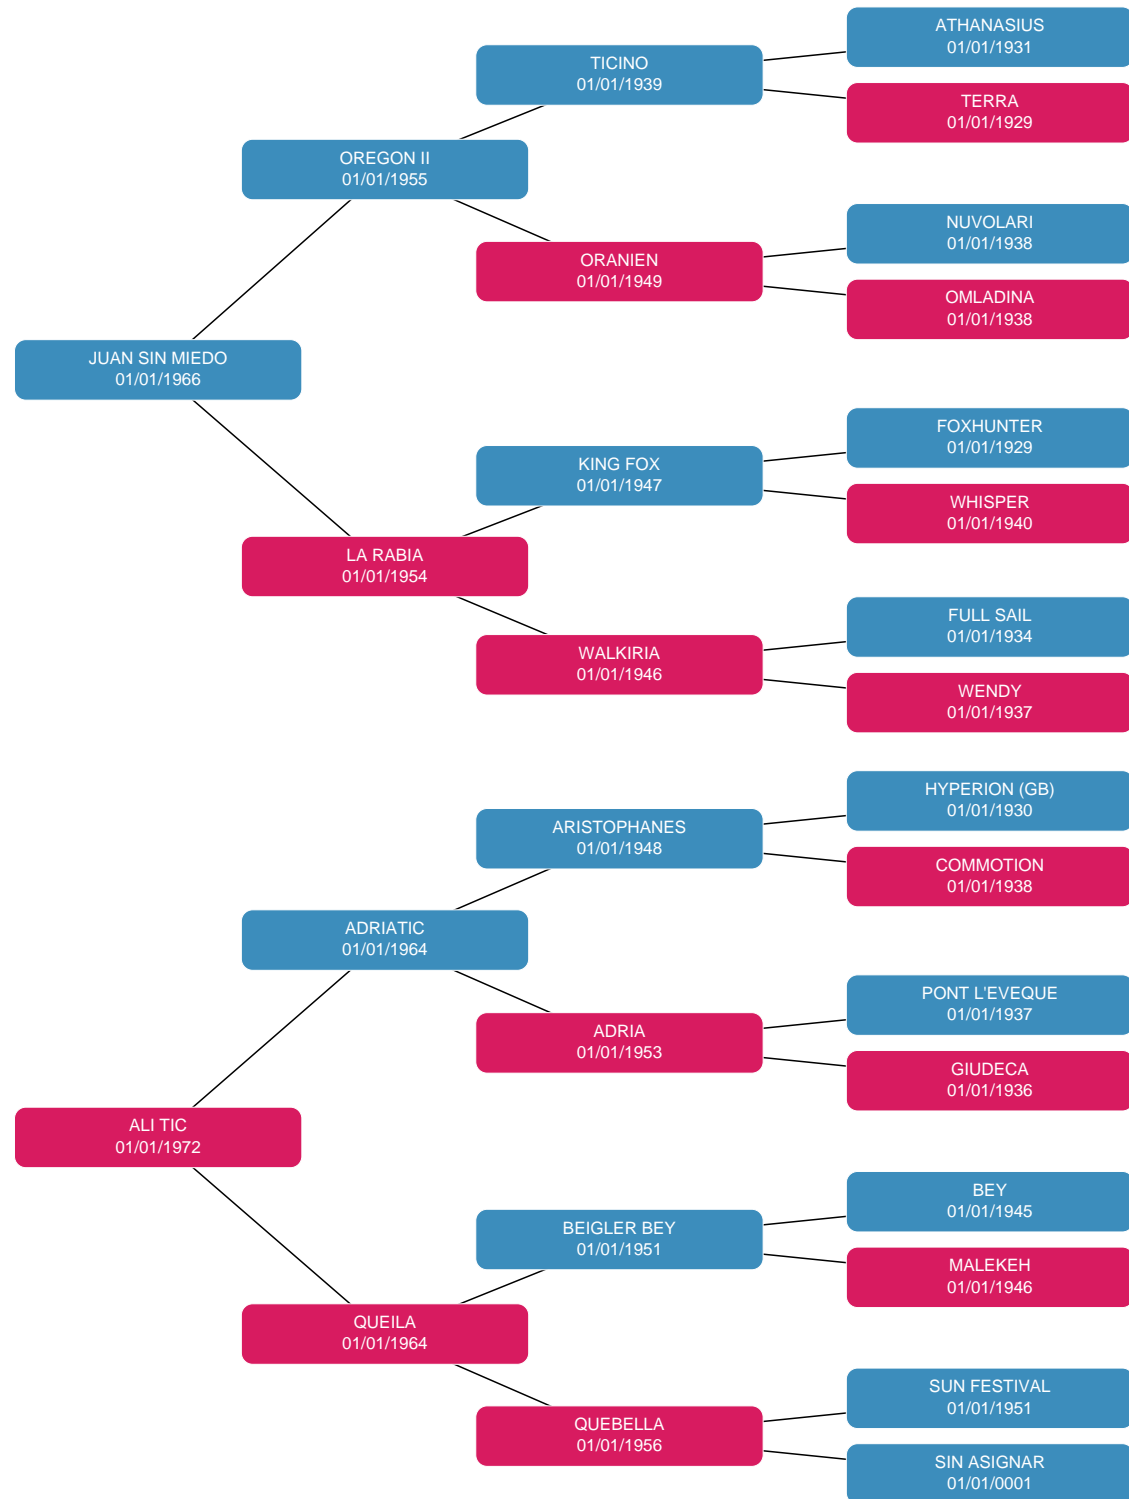 ATHANASIUS
01/01/1931
TICINO
01/01/1939
TERRA
01/01/1929
OREGON II
01/01/1955
NUVOLARI
01/01/1938
ORANIEN
01/01/1949
OMLADINA
01/01/1938
JUAN SIN MIEDO
01/01/1966
FOXHUNTER
01/01/1929
KING FOX
01/01/1947
WHISPER
01/01/1940
LA RABIA
01/01/1954
FULL SAIL
01/01/1934
WALKIRIA
01/01/1946
WENDY
01/01/1937
HYPERION (GB)
01/01/1930
ARISTOPHANES
01/01/1948
COMMOTION
01/01/1938
ADRIATIC
01/01/1964
PONT L'EVEQUE
01/01/1937
ADRIA
01/01/1953
GIUDECA
01/01/1936
ALI TIC
01/01/1972
BEY
01/01/1945
BEIGLER BEY
01/01/1951
MALEKEH
01/01/1946
QUEILA
01/01/1964
SUN FESTIVAL
01/01/1951
QUEBELLA
01/01/1956
SIN ASIGNAR
01/01/0001